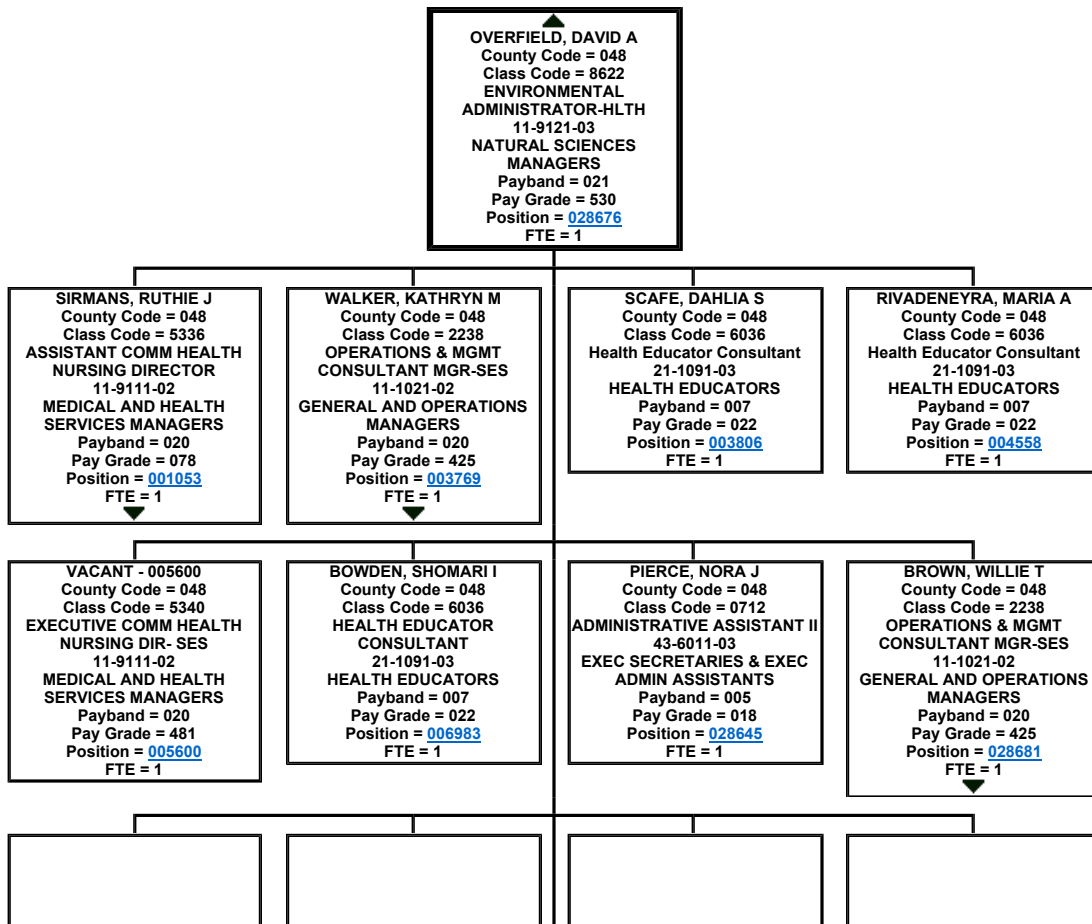 OVERFIELD, DAVID A
County Code = 048
Class Code = 8622
ENVIRONMENTAL
ADMINISTRATOR-HLTH
11-9121-03
NATURAL SCIENCES
MANAGERS
Payband = 021
Pay Grade = 530
Position = 028676
FTE = 1
SIRMANS, RUTHIE J
County Code = 048
Class Code = 5336
ASSISTANT COMM HEALTH
NURSING DIRECTOR
11-9111-02
MEDICAL AND HEALTH
SERVICES MANAGERS
Payband = 020
Pay Grade = 078
Position = 001053
FTE = 1
WALKER, KATHRYN M
County Code = 048
Class Code = 2238
OPERATIONS & MGMT
CONSULTANT MGR-SES
11-1021-02
GENERAL AND OPERATIONS
MANAGERS
Payband = 020
Pay Grade = 425
Position = 003769
FTE = 1
SCAFE, DAHLIA S
County Code = 048
Class Code = 6036
Health Educator Consultant
21-1091-03
HEALTH EDUCATORS
Payband = 007
Pay Grade = 022
Position = 003806
FTE = 1
RIVADENEYRA, MARIA A
County Code = 048
Class Code = 6036
Health Educator Consultant
21-1091-03
HEALTH EDUCATORS
Payband = 007
Pay Grade = 022
Position = 004558
FTE = 1
VACANT - 005600
County Code = 048
Class Code = 5340
EXECUTIVE COMM HEALTH
NURSING DIR- SES
11-9111-02
MEDICAL AND HEALTH
SERVICES MANAGERS
Payband = 020
Pay Grade = 481
Position = 005600
FTE = 1
BOWDEN, SHOMARI I
County Code = 048
Class Code = 6036
HEALTH EDUCATOR
CONSULTANT
21-1091-03
HEALTH EDUCATORS
Payband = 007
Pay Grade = 022
Position = 006983
FTE = 1
PIERCE, NORA J
County Code = 048
Class Code = 0712
ADMINISTRATIVE ASSISTANT II
43-6011-03
EXEC SECRETARIES & EXEC
ADMIN ASSISTANTS
Payband = 005
Pay Grade = 018
Position = 028645
FTE = 1
BROWN, WILLIE T
County Code = 048
Class Code = 2238
OPERATIONS & MGMT
CONSULTANT MGR-SES
11-1021-02
GENERAL AND OPERATIONS
MANAGERS
Payband = 020
Pay Grade = 425
Position = 028681
FTE = 1